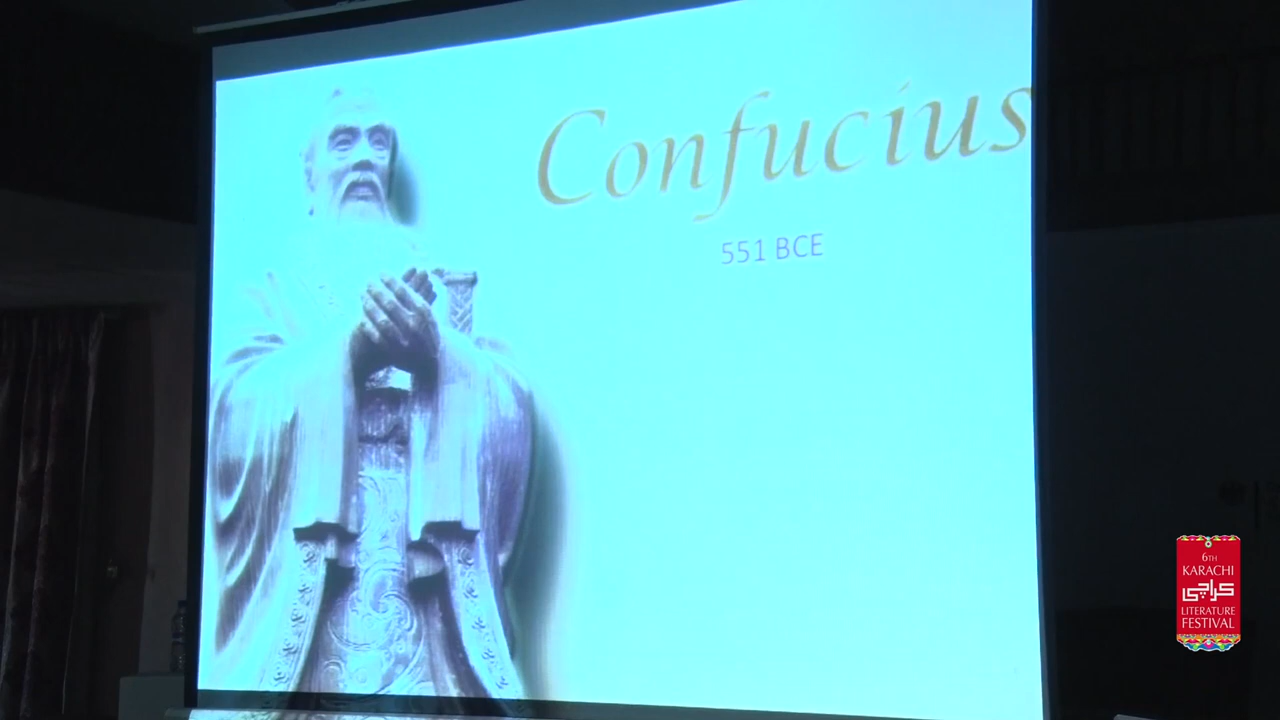 Confucius
551 BCE
6TH
KARACHI
کراچی
LITERATURE
FESTIVAL